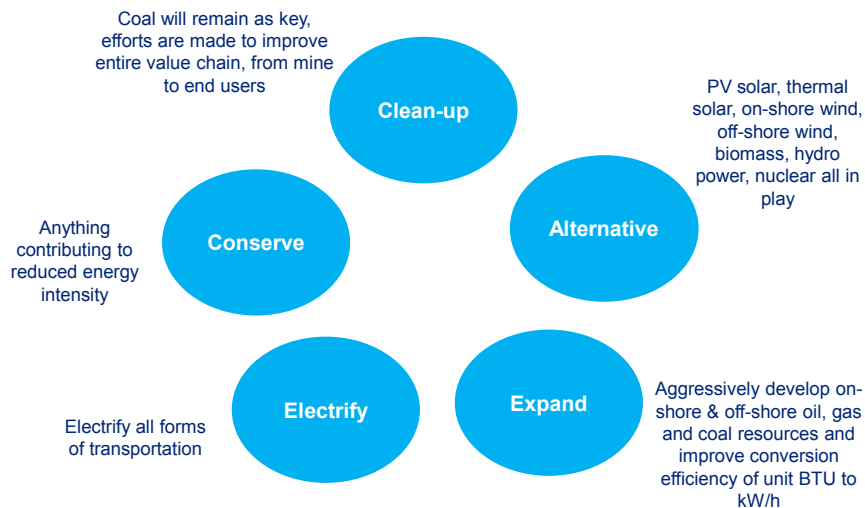 Coal will remain as key,
efforts are made to improve
entire value chain, from mine
to end users
Clean-up
PV solar, thermal
solar, on-shore wind,
off-shore wind,
biomass, hydro
power, nuclear all in
play
Alternative
Anything
contributing to
reduced energy
intensity
Conserve
Electrify all forms
of transportation
Electrify
Expand
Aggressively develop on-
shore & off-shore oil, gas
and coal resources and
improve conversion
efficiency of unit BTU to
kW/h